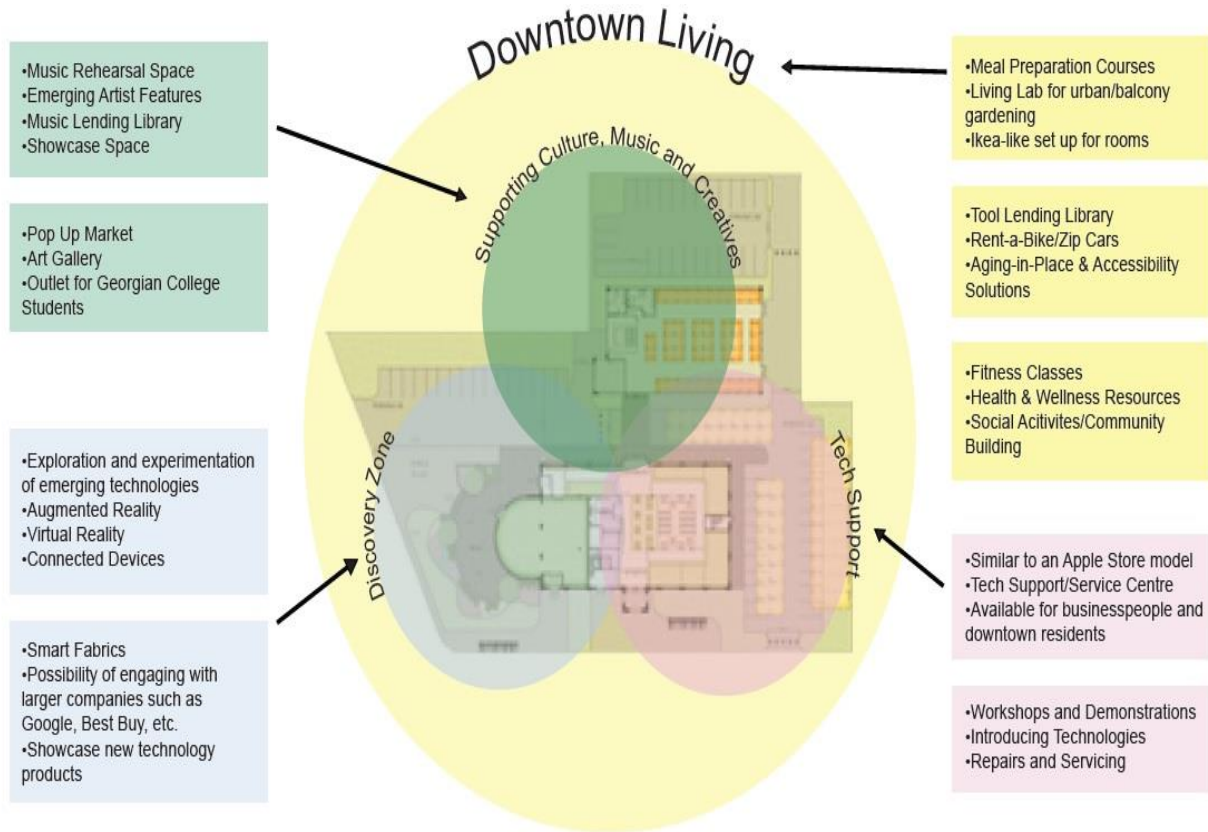 Downtown Living
•Music Rehearsal Space
•Emerging Artist Features
•Music Lending Library
•Showcase Space
•Pop Up Market
•Art Gallery
•Outlet for Georgian College
Students
•Exploration and experimentation
of emerging technologies
•Augmented Reality
•Virtual Reality
•Connected Devices
•Smart Fabrics
•Possibility of engaging with
larger companies such as
Google, Best Buy, etc.
•Showcase new technology
products
Supporting Culture, Music and Creatives
Discovery Zone
Tech Support
•Meal Preparation Courses
•Living Lab for urban/balcony
gardening
•Ikea-like set up for rooms
•Tool Lending Library
•Rent-a-Bike/Zip Cars
•Aging-in-Place & Accessibility
Solutions
•Fitness Classes
•Health & Wellness Resources
•Social Acitivites/Community
Building
•Similar to an Apple Store model
•Tech Support/Service Centre
•Available for businesspeople and
downtown residents
•Workshops and Demonstrations
•Introducing Technologies
•Repairs and Servicing